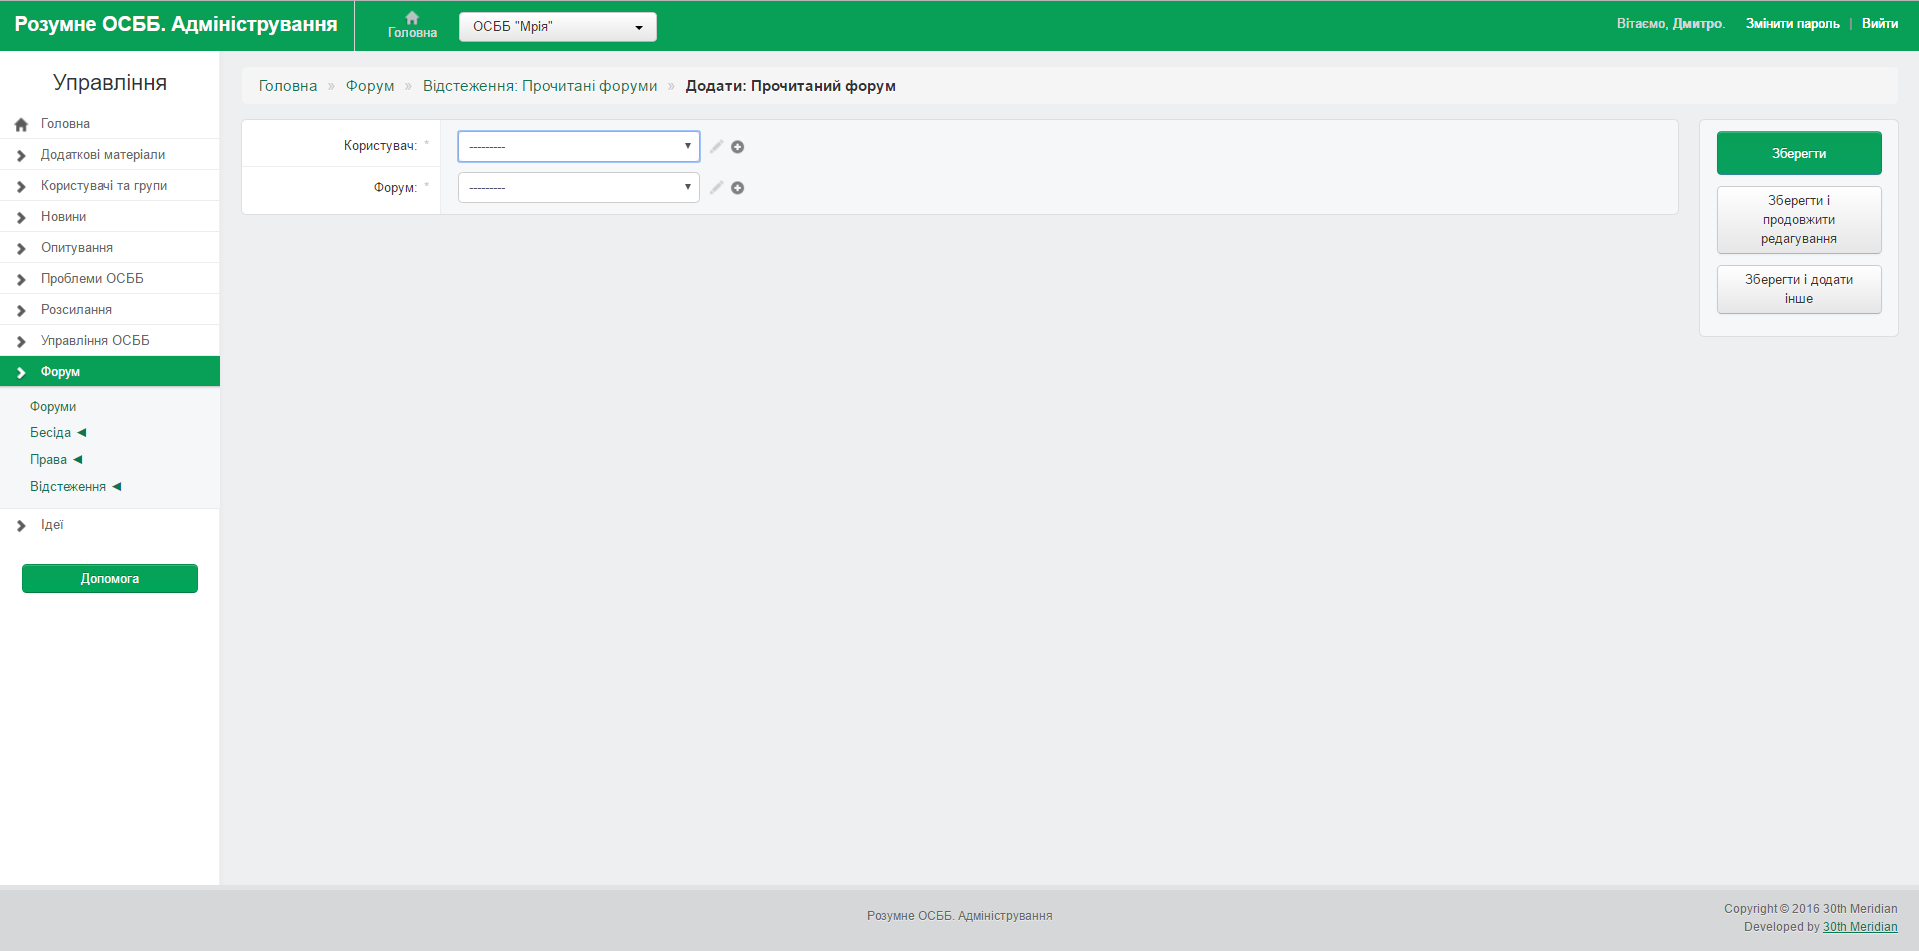 Розумне ОСББ. Адміністрування
Головна
ОСББ "Мрія"
Вітаємо, Дмитро. Змінити пароль | Вийти
Управління
Головна
Додаткові матеріали
Користувачі та групи
Новини
Опитування
Проблеми ОСББ
Розсилання
Управління ОСББ
Форум
Форуми
Бесіда ◄
Права ◄
Відстеження ◄
Ідеї
Допомога
Головна » Форум » Відстеження: Прочитані форуми » Додати: Прочитаний форум
Користувач: * ---------
Форум: * ---------
Зберегти
Зберегти і
продовжити
редагування
Зберегти і додати
інше
Розумне ОСББ. Адміністрування
Copyright © 2016 30th Meridian
Developed by 30th Meridian